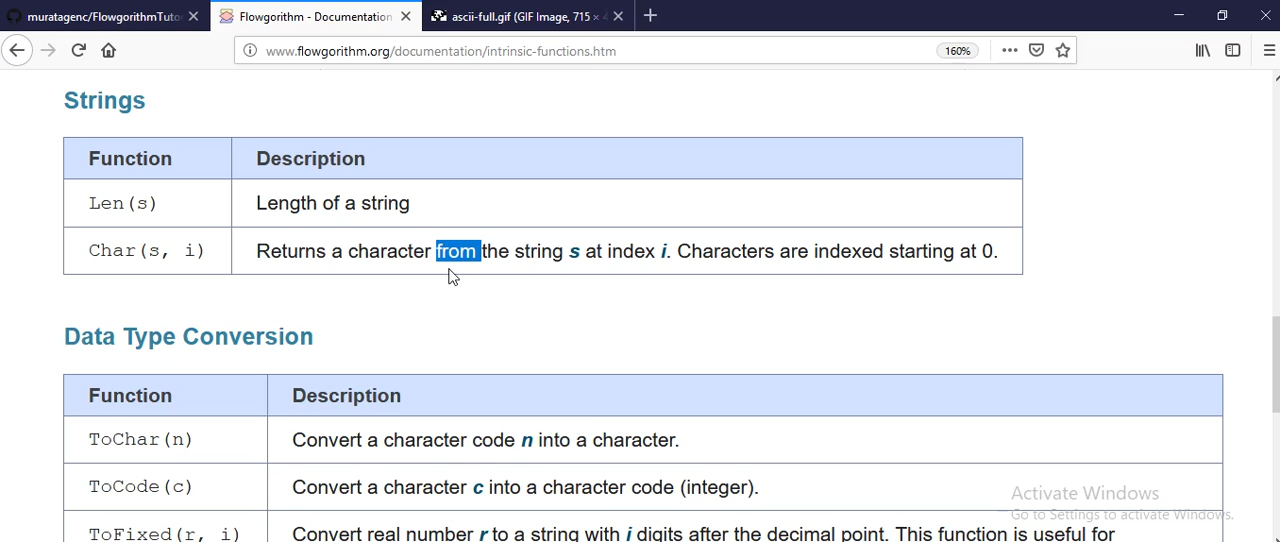 muratagenc/FlowgorithmTuto
Flowgorithm - Documentation
ascii-full.gif (GIF Image, 715 ×
www.flowgorithm.org/documentation/intrinsic-functions.htm
160%
Strings
Function Description
Len(s) Length of a string
Char(s, i) Returns a character from the string s at index i. Characters are indexed starting at 0.
Data Type Conversion
Function Description
ToChar(n) Convert a character code n into a character.
ToCode(c) Convert a character c into a character code (integer).
ToFixed(r, i) Convert real number r to a string with i digits after the decimal point. This function is useful for
Activate Windows
Go to Settings to activate Windows.